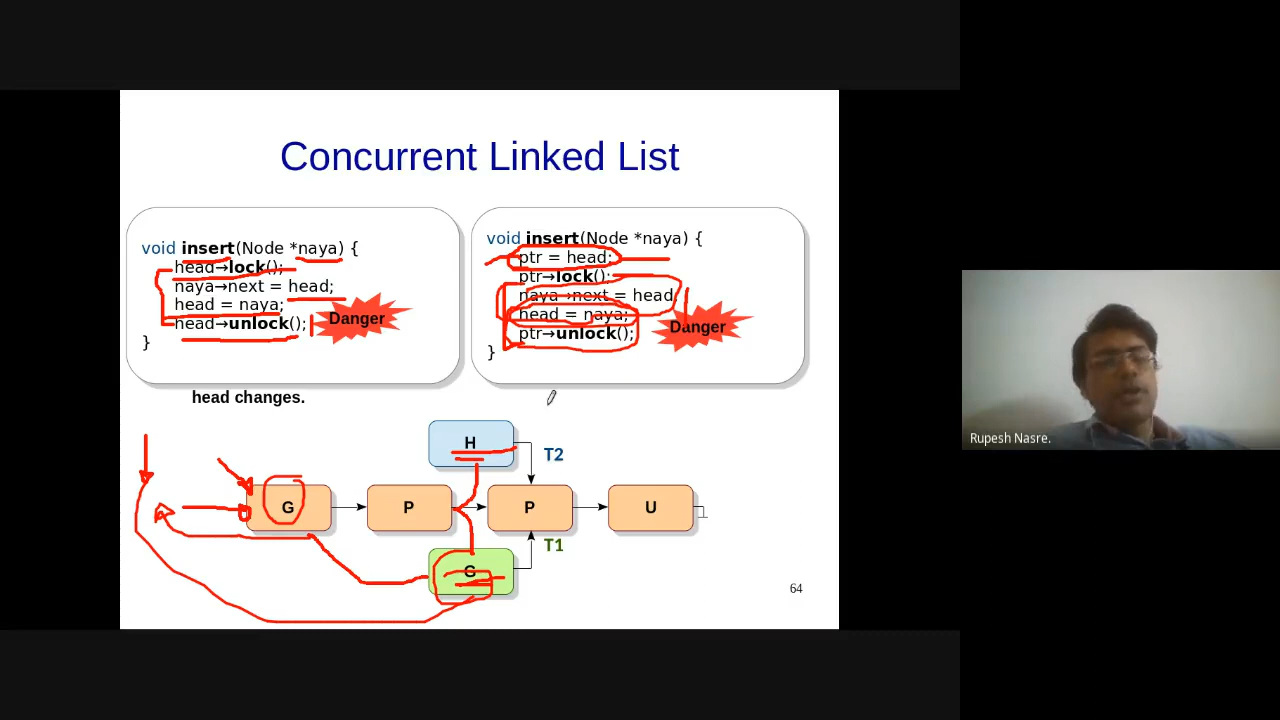 Concurrent Linked List
void insert(Node *naya) {
head→lock();
naya→next = head;
head = naya;
head→unlock();
}
Danger
head changes.
void insert(Node *naya) {
ptr = head;
ptr→lock();
naya→next = head;
head = naya;
ptr→unlock();
}
Danger
H
T2
G
P
P
U
G
T1
64
Rupesh Nasre.